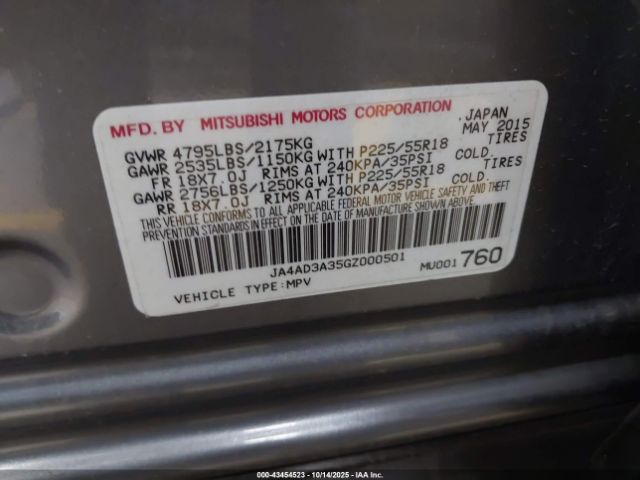 MFD. BY MITSUBISHI MOTORS CORPORATION JAPAN
MAY 2015
GVWR 4795LBS/2175KG
GAWR 2535LBS/1150KG WITH P225/55R18 TIRES
FR 18X7.0J RIMS AT 240KPA/35PSI COLD.
GAWR 2756LBS/1250KG WITH P225/55R18 TIRES
RR 18X7.0J RIMS AT 240KPA/35PSI COLD.
THIS VEHICLE CONFORMS TO ALL APPLICABLE FEDERAL MOTOR VEHICLE SAFETY AND THEFT
PREVENTION STANDARDS IN EFFECT ON THE DATE OF MANUFACTURE SHOWN ABOVE.
JA4AD3A35GZ000501
MU001 760
VEHICLE TYPE:MPV
000-43454523 - 10/14/2025 - IAAI.com